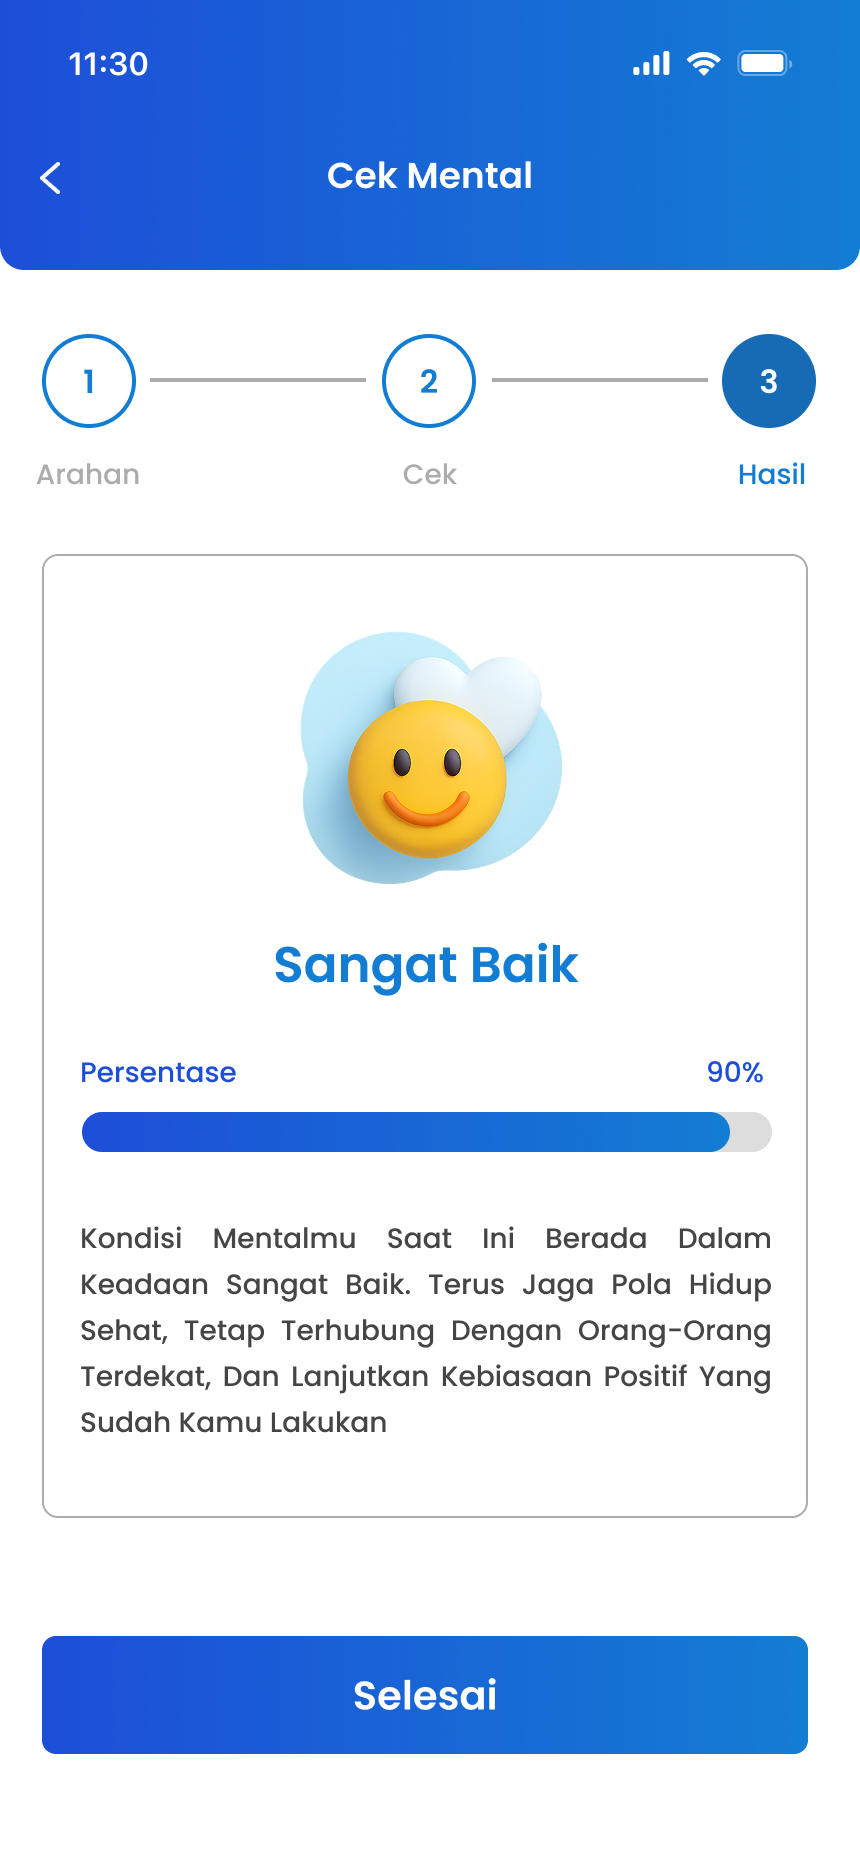 11:30
Cek Mental
1
2
3
Arahan
Cek
Hasil
Sangat Baik
Persentase
90%
Kondisi Mentalmu Saat Ini Berada Dalam
Keadaan Sangat Baik. Terus Jaga Pola Hidup
Sehat, Tetap Terhubung Dengan Orang-Orang
Terdekat, Dan Lanjutkan Kebiasaan Positif Yang
Sudah Kamu Lakukan
Selesai